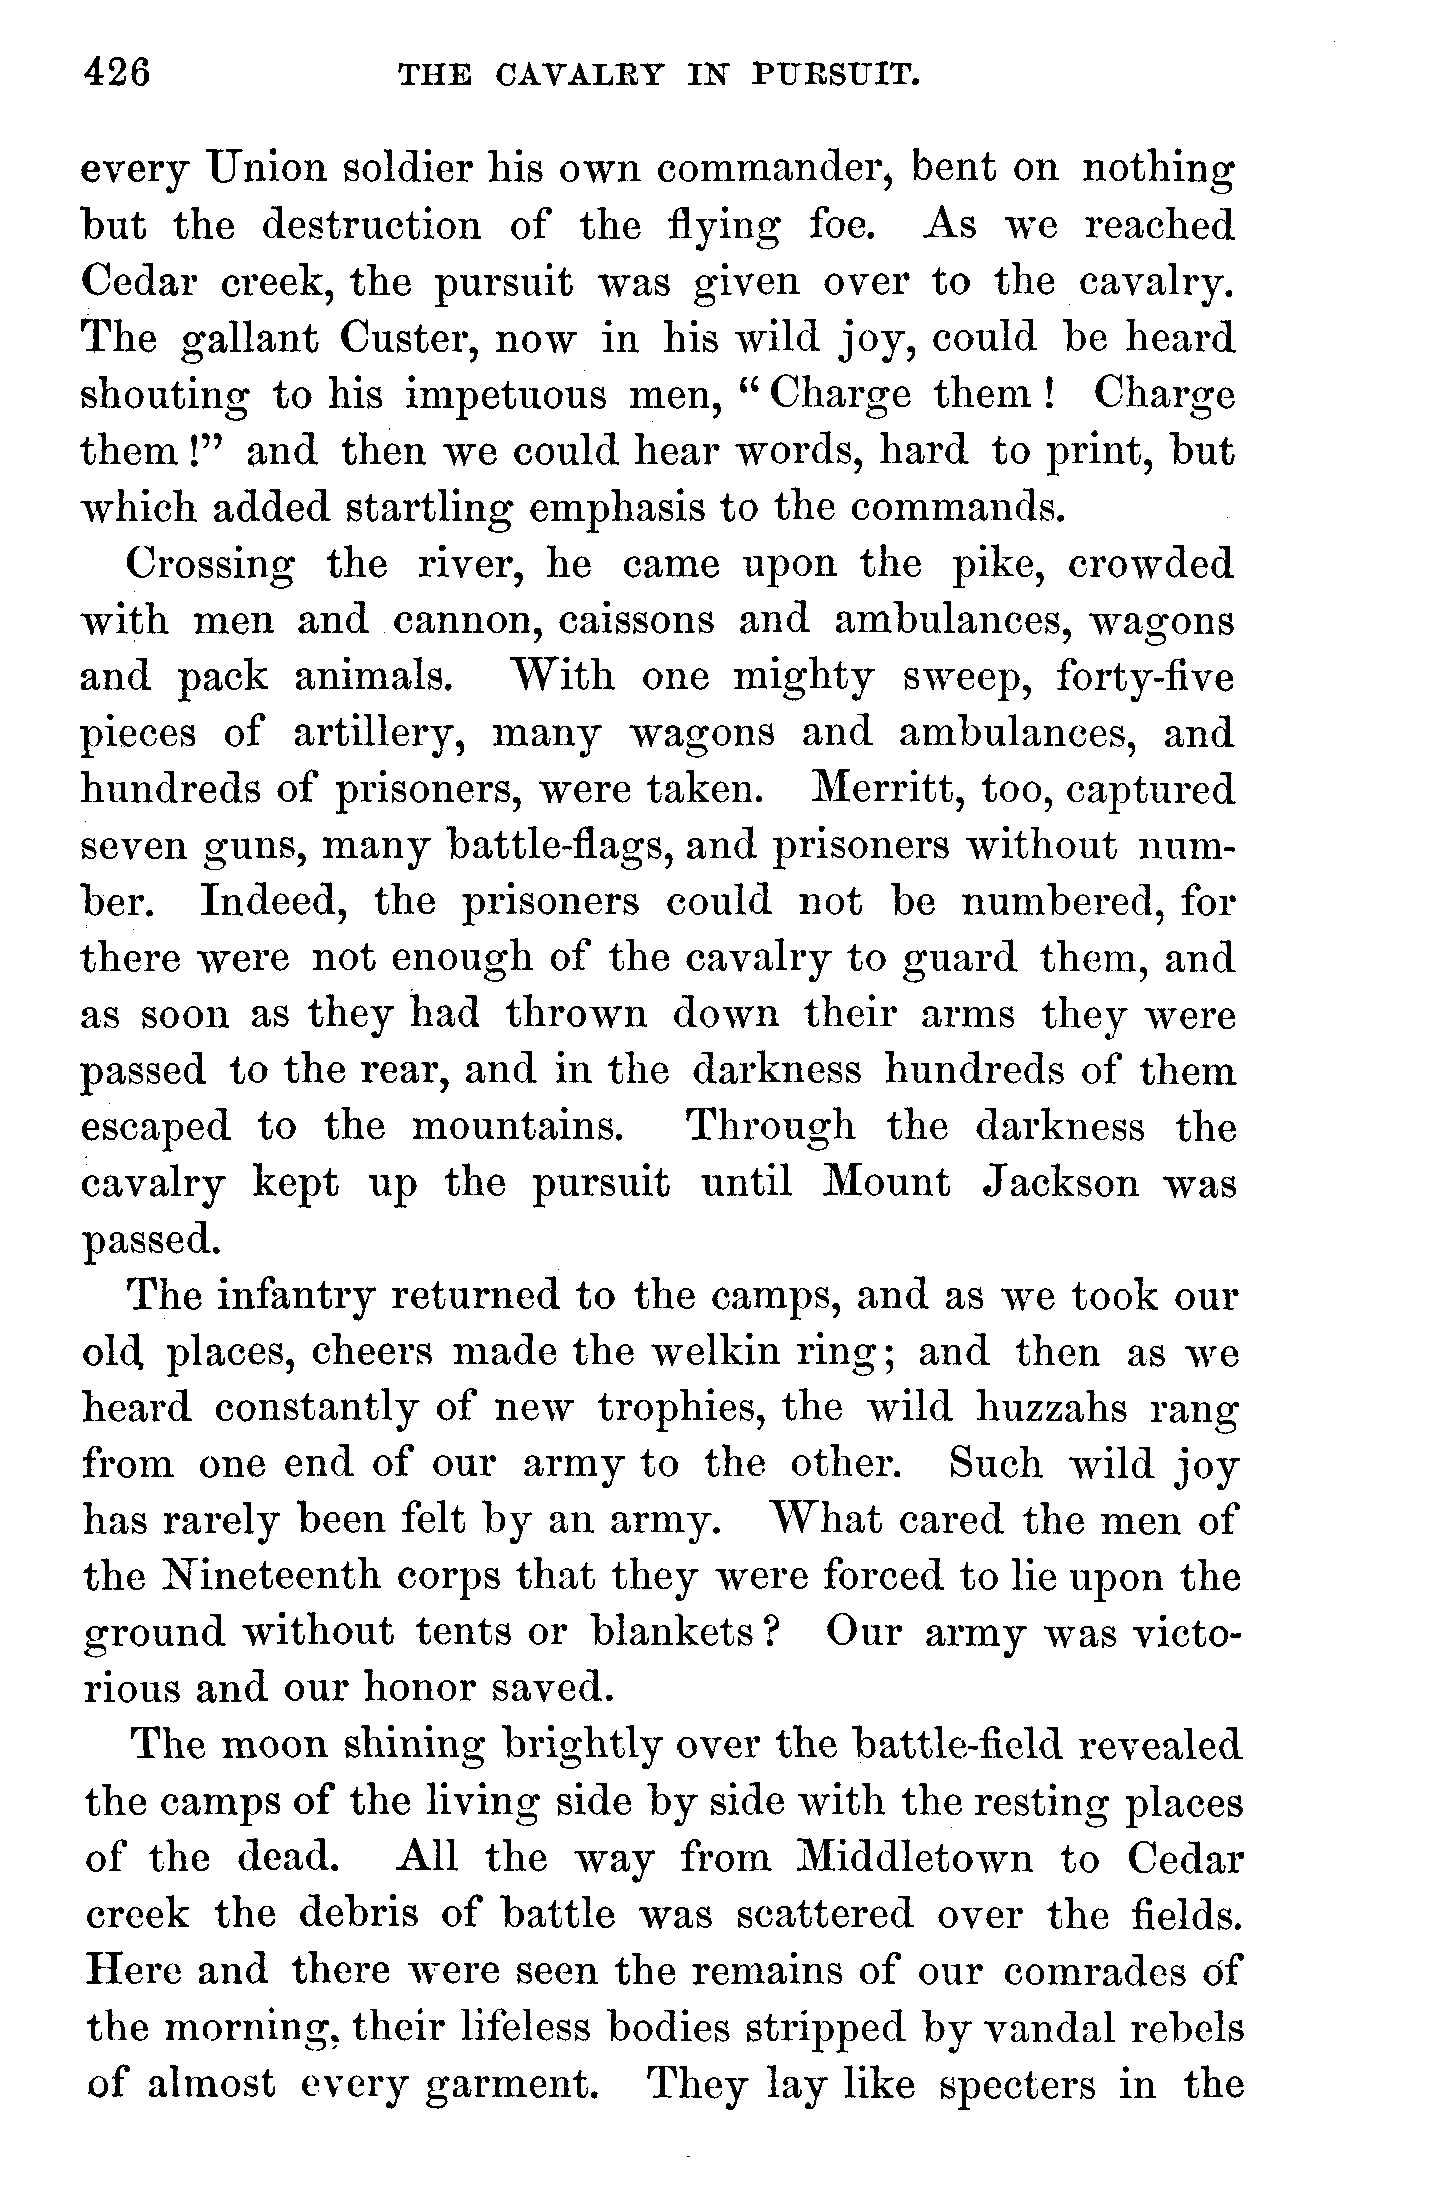 426 THE CAVALRY IN PURSUIT.
every Union soldier his own commander, bent on nothing
but the destruction of the flying foe. As we reached
Cedar creek, the pursuit was given over to the cavalry.
The gallant Custer, now in his wild joy, could be heard
shouting to his impetuous men, “Charge them! Charge
them!” and then we could hear words, hard to print, but
which added startling emphasis to the commands.
Crossing the river, he came upon the pike, crowded
with men and cannon, caissons and ambulances, wagons
and pack animals. With one mighty sweep, forty-five
pieces of artillery, many wagons and ambulances, and
hundreds of prisoners, were taken. Merritt, too, captured
seven guns, many battle-flags, and prisoners without num-
ber. Indeed, the prisoners could not be numbered, for
there were not enough of the cavalry to guard them, and
as soon as they had thrown down their arms they were
passed to the rear, and in the darkness hundreds of them
escaped to the mountains. Through the darkness the
cavalry kept up the pursuit until Mount Jackson was
passed.
The infantry returned to the camps, and as we took our
old places, cheers made the welkin ring; and then as we
heard constantly of new trophies, the wild huzzahs rang
from one end of our army to the other. Such wild joy
has rarely been felt by an army. What cared the men of
the Nineteenth corps that they were forced to lie upon the
ground without tents or blankets? Our army was victo-
rious and our honor saved.
The moon shining brightly over the battle-field revealed
the camps of the living side by side with the resting places
of the dead. All the way from Middletown to Cedar
creek the debris of battle was scattered over the fields.
Here and there were seen the remains of our comrades of
the morning, their lifeless bodies stripped by vandal rebels
of almost every garment. They lay like specters in the